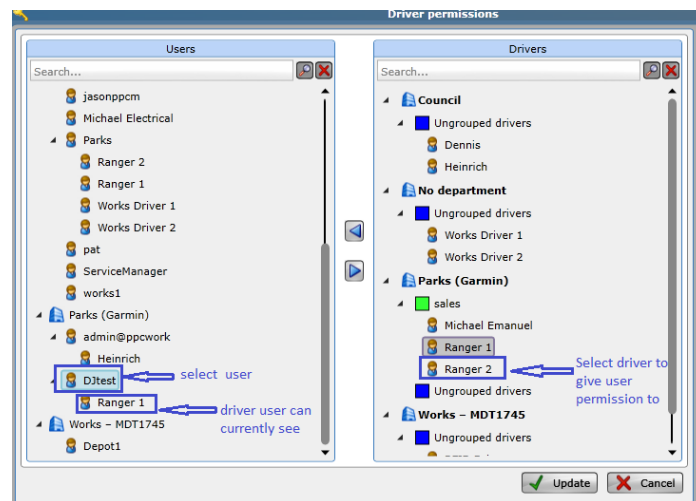 Driver permissions
Users
Search...
jasonppcm
Michael Electrical
Parks
Ranger 2
Ranger 1
Works Driver 1
Works Driver 2
pat
ServiceManager
works1
Parks (Garmin)
admin@ppcwork
Heinrich
DJtest
select user
Ranger 1
driver user can
currently see
Works – MDT1745
Depot1
Drivers
Search...
Council
Ungrouped drivers
Dennis
Heinrich
No department
Ungrouped drivers
Works Driver 1
Works Driver 2
Parks (Garmin)
sales
Michael Emanuel
Ranger 1
Ranger 2
Select driver to
give user
permission to
Ungrouped drivers
Works – MDT1745
Ungrouped drivers
Update
Cancel